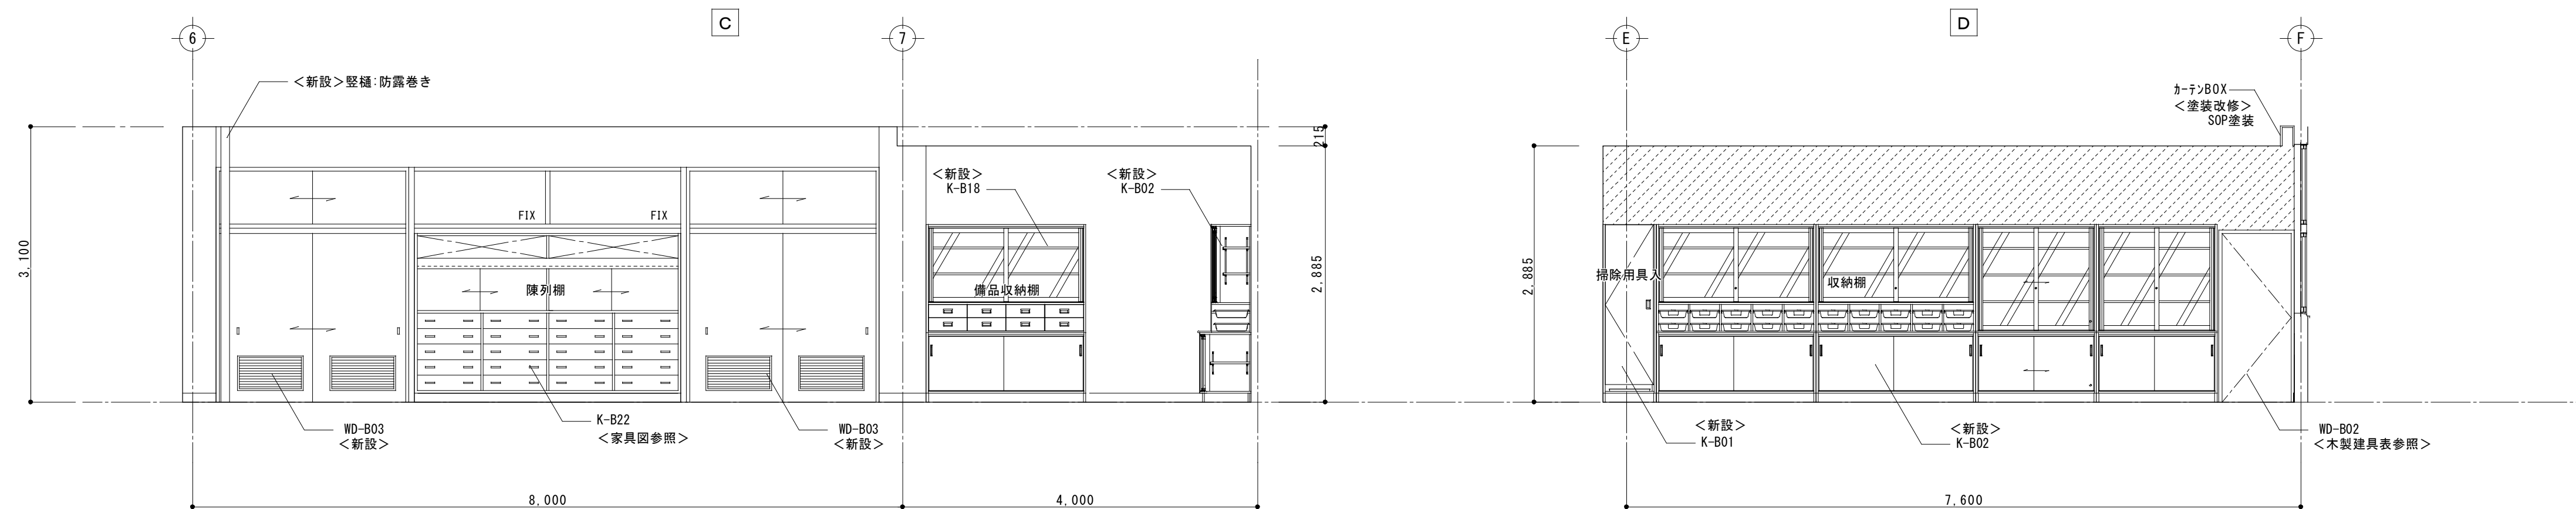 C
6
7
＜新設＞竪樋:防露巻き
3,100
215
2,885
＜新設＞
K-B18
＜新設＞
K-B02
FIX
FIX
陳列棚
備品収納棚
WD-B03
＜新設＞
K-B22
＜家具図参照＞
WD-B03
＜新設＞
8,000
4,000
D
E
F
カーテンBOX
＜塗装改修＞
SOP塗装
2,885
掃除用具入
収納棚
＜新設＞
K-B01
＜新設＞
K-B02
WD-B02
＜木製建具表参照＞
7,600